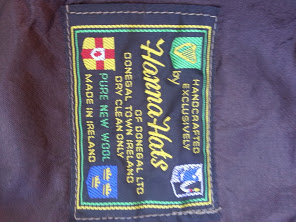 HANDCRAFTED
EXCLUSIVELY
by
Hanna Hats
OF DONEGAL LTD
DONEGAL TOWN IRELAND
DRY CLEAN ONLY
PURE NEW WOOL
MADE IN IRELAND